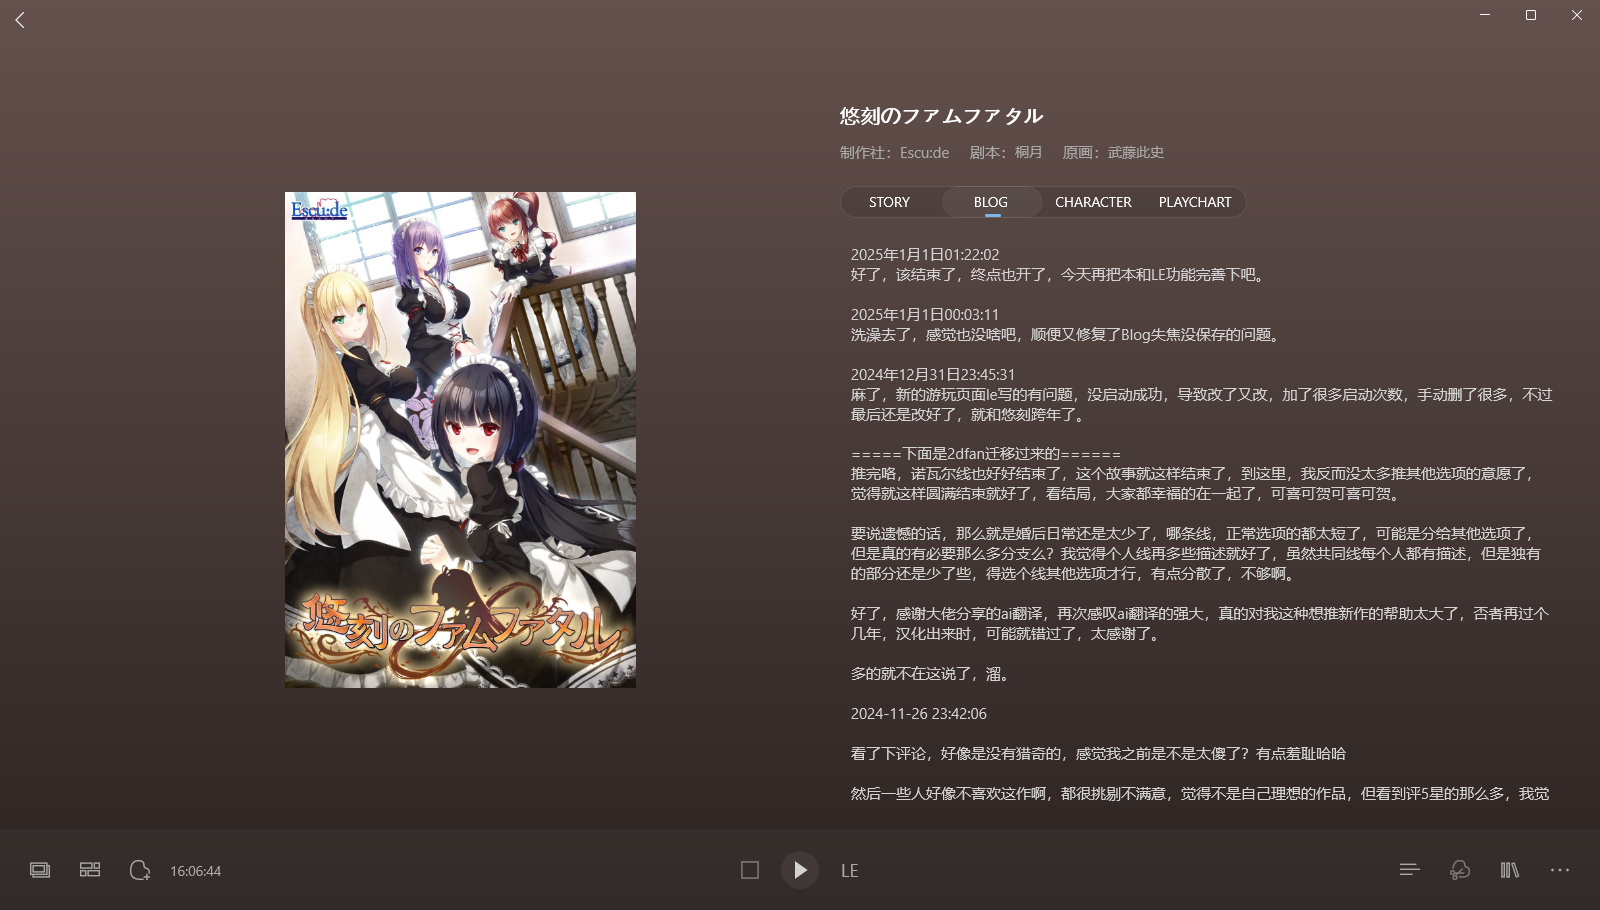 悠刻のファムファタル
制作社：Escu:de 剧本：桐月 原画：武藤此史
STORY BLOG CHARACTER PLAYCHART
Escu:de
悠刻のファムファタル
2025年1月1日01:22:02
好了，该结束了，终点也开了，今天再把本和LE功能完善下吧。
2025年1月1日00:03:11
洗澡去了，感觉也没啥吧，顺便又修复了Blog失焦没保存的问题。
2024年12月31日23:45:31
麻了，新的游玩页面le写的有问题，没启动成功，导致改了又改，加了很多启动次数，手动删了很多，不过
最后还是改好了，就和悠刻跨年了。
=====下面是2dfan迁移过来的======
推完咯，诺瓦尔线也好好结束了，这个故事就这样结束了，到这里，我反而没太多推其他选项的意愿了，
觉得就这样圆满结束就好了，看结局，大家都幸福的在一起了，可喜可贺可喜可贺。
要说遗憾的话，那么就是婚后日常还是太少了，哪条线，正常选项的都太短了，可能是分给其他选项了，
但是真的有必要那么多分支么？我觉得个人线再多些描述就好了，虽然共同线每个人都有描述，但是独有
的部分还是少了些，得选个线其他选项才行，有点分散了，不够啊。
好了，感谢大佬分享的ai翻译，再次感叹ai翻译的强大，真的对我这种想推新作的帮助太大了，否者再过个
几年，汉化出来时，可能就错过了，太感谢了。
多的就不在这说了，溜。
2024-11-26 23:42:06
看了下评论，好像是没有猎奇的，感觉我之前是不是太傻了？有点羞耻哈哈
然后一些人好像不喜欢这作啊，都很挑剔不满意，觉得不是自己理想的作品，但看到评5星的那么多，我觉
16:06:44
LE